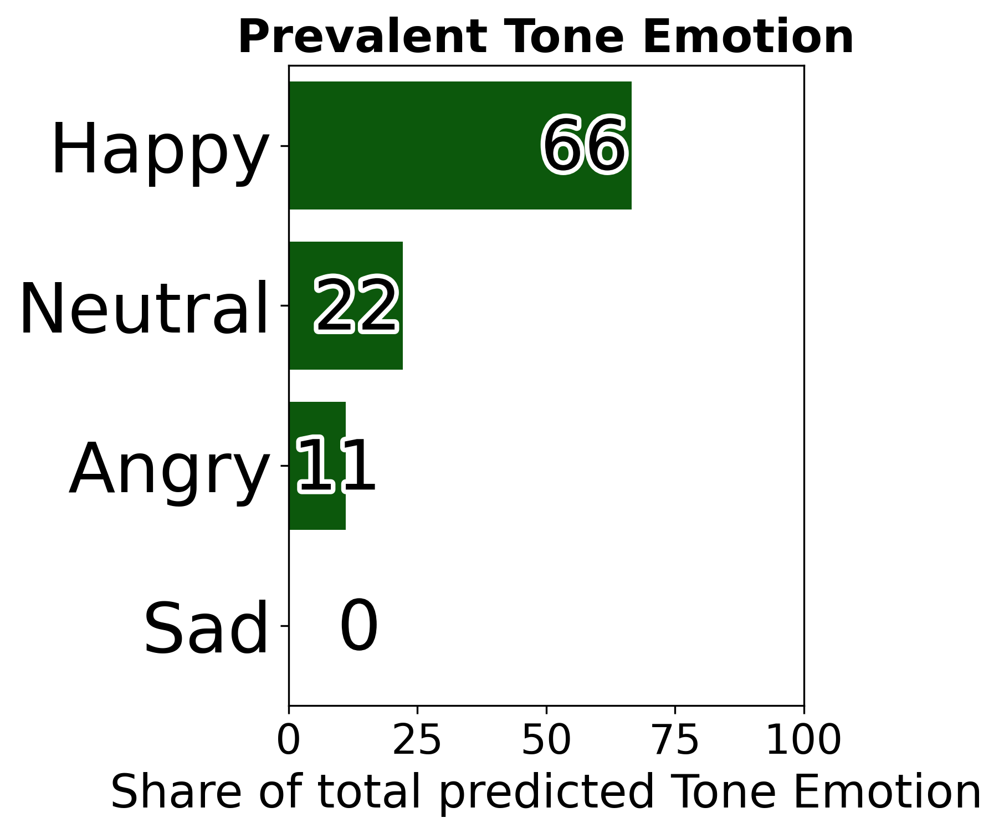 Prevalent Tone Emotion
Happy 66
Neutral 22
Angry 11
Sad 0
0 25 50 75 100
Share of total predicted Tone Emotion